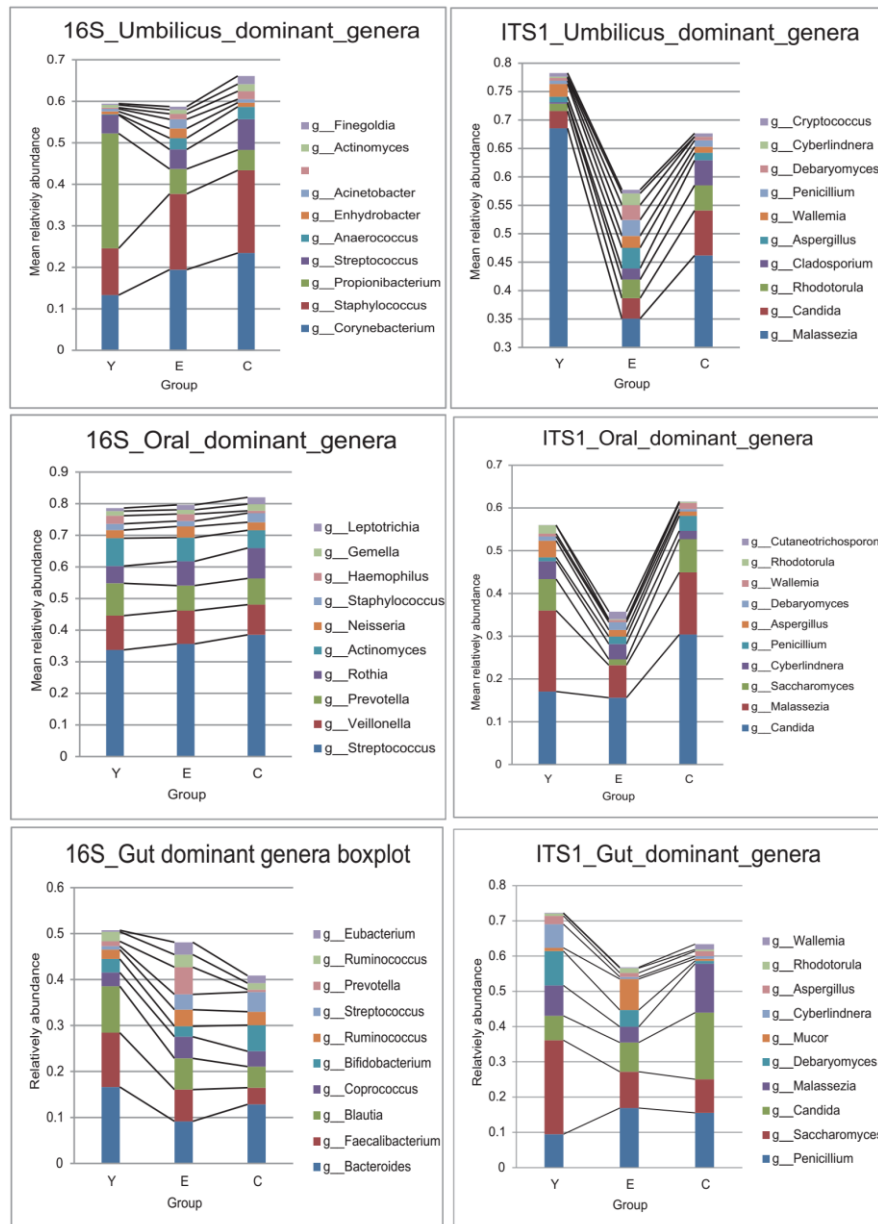 16S_Umbilicus_dominant_genera
Mean relatviely abundance
0.7
0.6
0.5
0.4
0.3
0.2
0.1
0
Y
E
C
Group
g__Finegoldia
g__Actinomyces
g__Acinetobacter
g__Enhydrobacter
g__Anaerococcus
g__Streptococcus
g__Propionibacterium
g__Staphylococcus
g__Corynebacterium
ITS1_Umbilicus_dominant_genera
Mean relatively abundance
0.8
0.75
0.7
0.65
0.6
0.55
0.5
0.45
0.4
0.35
0.3
Y
E
C
Group
g__Cryptococcus
g__Cyberlindnera
g__Debaryomyces
g__Penicillium
g__Wallemia
g__Aspergillus
g__Cladosporium
g__Rhodotorula
g__Candida
g__Malassezia
16S_Oral_dominant_genera
Mean relatively abundance
0.9
0.8
0.7
0.6
0.5
0.4
0.3
0.2
0.1
0
Y
E
C
Group
g__Leptotrichia
g__Gemella
g__Haemophilus
g__Staphylococcus
g__Neisseria
g__Actinomyces
g__Rothia
g__Prevotella
g__Veillonella
g__Streptococcus
ITS1_Oral_dominant_genera
Mean relatively abundance
0.7
0.6
0.5
0.4
0.3
0.2
0.1
0
Y
E
C
Group
g__Cutaneotrichosporon
g__Rhodotorula
g__Wallemia
g__Debaryomyces
g__Aspergillus
g__Penicillium
g__Cyberlindnera
g__Saccharomyces
g__Malassezia
g__Candida
16S_Gut dominant genera boxplot
Relativiely abundance
0.6
0.5
0.4
0.3
0.2
0.1
0
Y
E
C
Group
g__Eubacterium
g__Ruminococcus
g__Prevotella
g__Streptococcus
g__Ruminococcus
g__Bifidobacterium
g__Coprococcus
g__Blautia
g__Faecalibacterium
g__Bacteroides
ITS1_Gut_dominant_genera
Relatviely abundance
0.8
0.7
0.6
0.5
0.4
0.3
0.2
0.1
0
Y
E
C
Group
g__Wallemia
g__Rhodotorula
g__Aspergillus
g__Cyberlindnera
g__Mucor
g__Debaryomyces
g__Malassezia
g__Candida
g__Saccharomyces
g__Penicillium